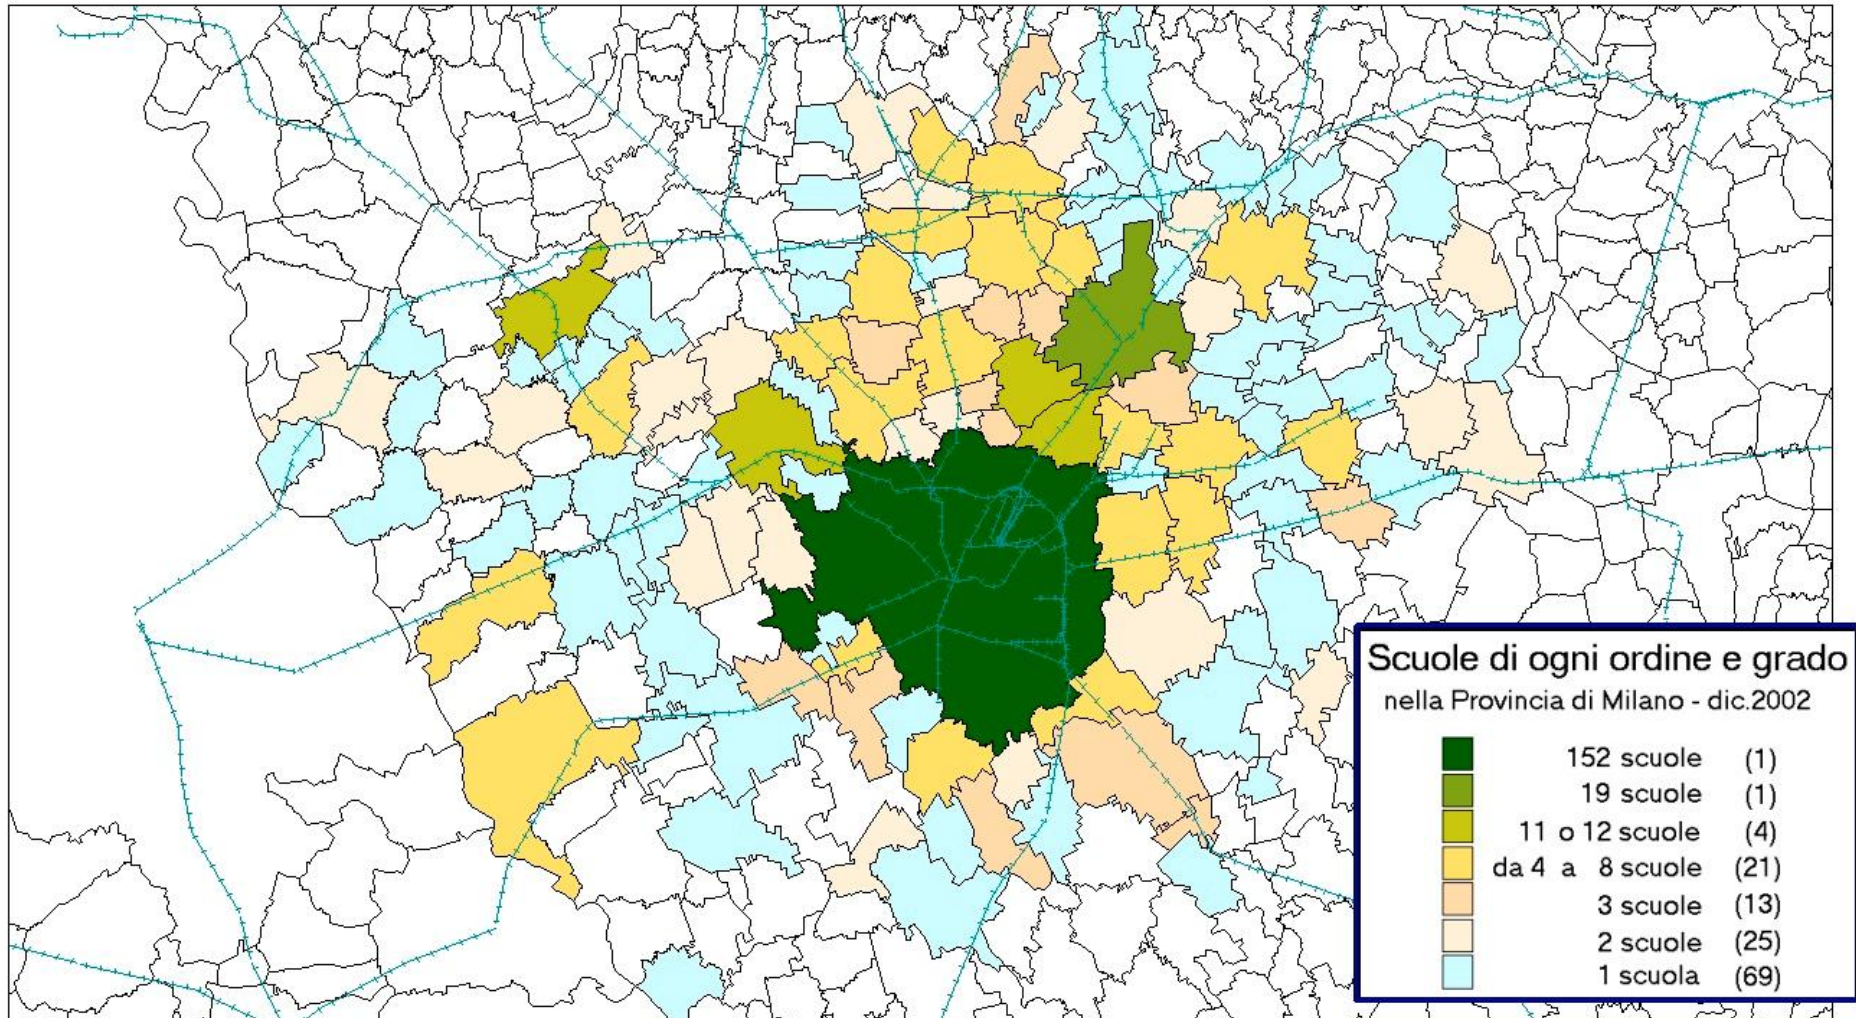 Scuole di ogni ordine e grado
nella Provincia di Milano - dic.2002
152 scuole (1)
19 scuole (1)
11 o 12 scuole (4)
da 4 a 8 scuole (21)
3 scuole (13)
2 scuole (25)
1 scuola (69)